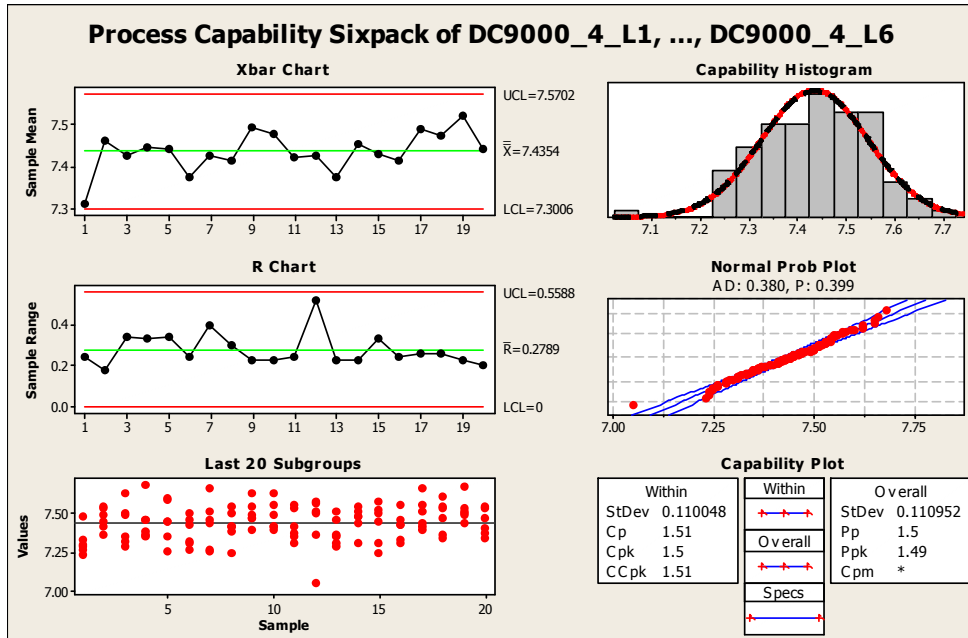 Process Capability Sixpack of DC9000_4_L1, ..., DC9000_4_L6
Xbar Chart
Sample Mean
7.5
7.4
7.3
1 3 5 7 9 11 13 15 17 19
UCL=7.5702
X=7.4354
LCL=7.3006
Capability Histogram
7.1 7.2 7.3 7.4 7.5 7.6 7.7
R Chart
Sample Range
0.4
0.2
0.0
1 3 5 7 9 11 13 15 17 19
UCL=0.5588
R=0.2789
LCL=0
Normal Prob Plot
AD: 0.380, P: 0.399
7.00 7.25 7.50 7.75
Last 20 Subgroups
Values
7.50
7.25
7.00
5 10 15 20
Sample
Capability Plot
Within
StDev 0.110048
Cp 1.51
Cpk 1.5
CCpk 1.51
Within
Overall
Specs
Overall
StDev 0.110952
Pp 1.5
Ppk 1.49
Cpm *